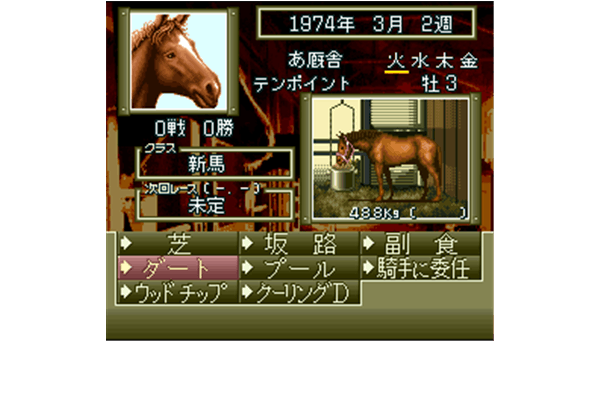 1974年 3月 2週
あ厩舎 火水木金
テンポイント 牡3
0戦 0勝
クラス
新馬
次回レース(-.-)
未定
488Kg( )
芝 坂路 副食
ダート プール 騎手に委任
ウッドチップ クーリングD